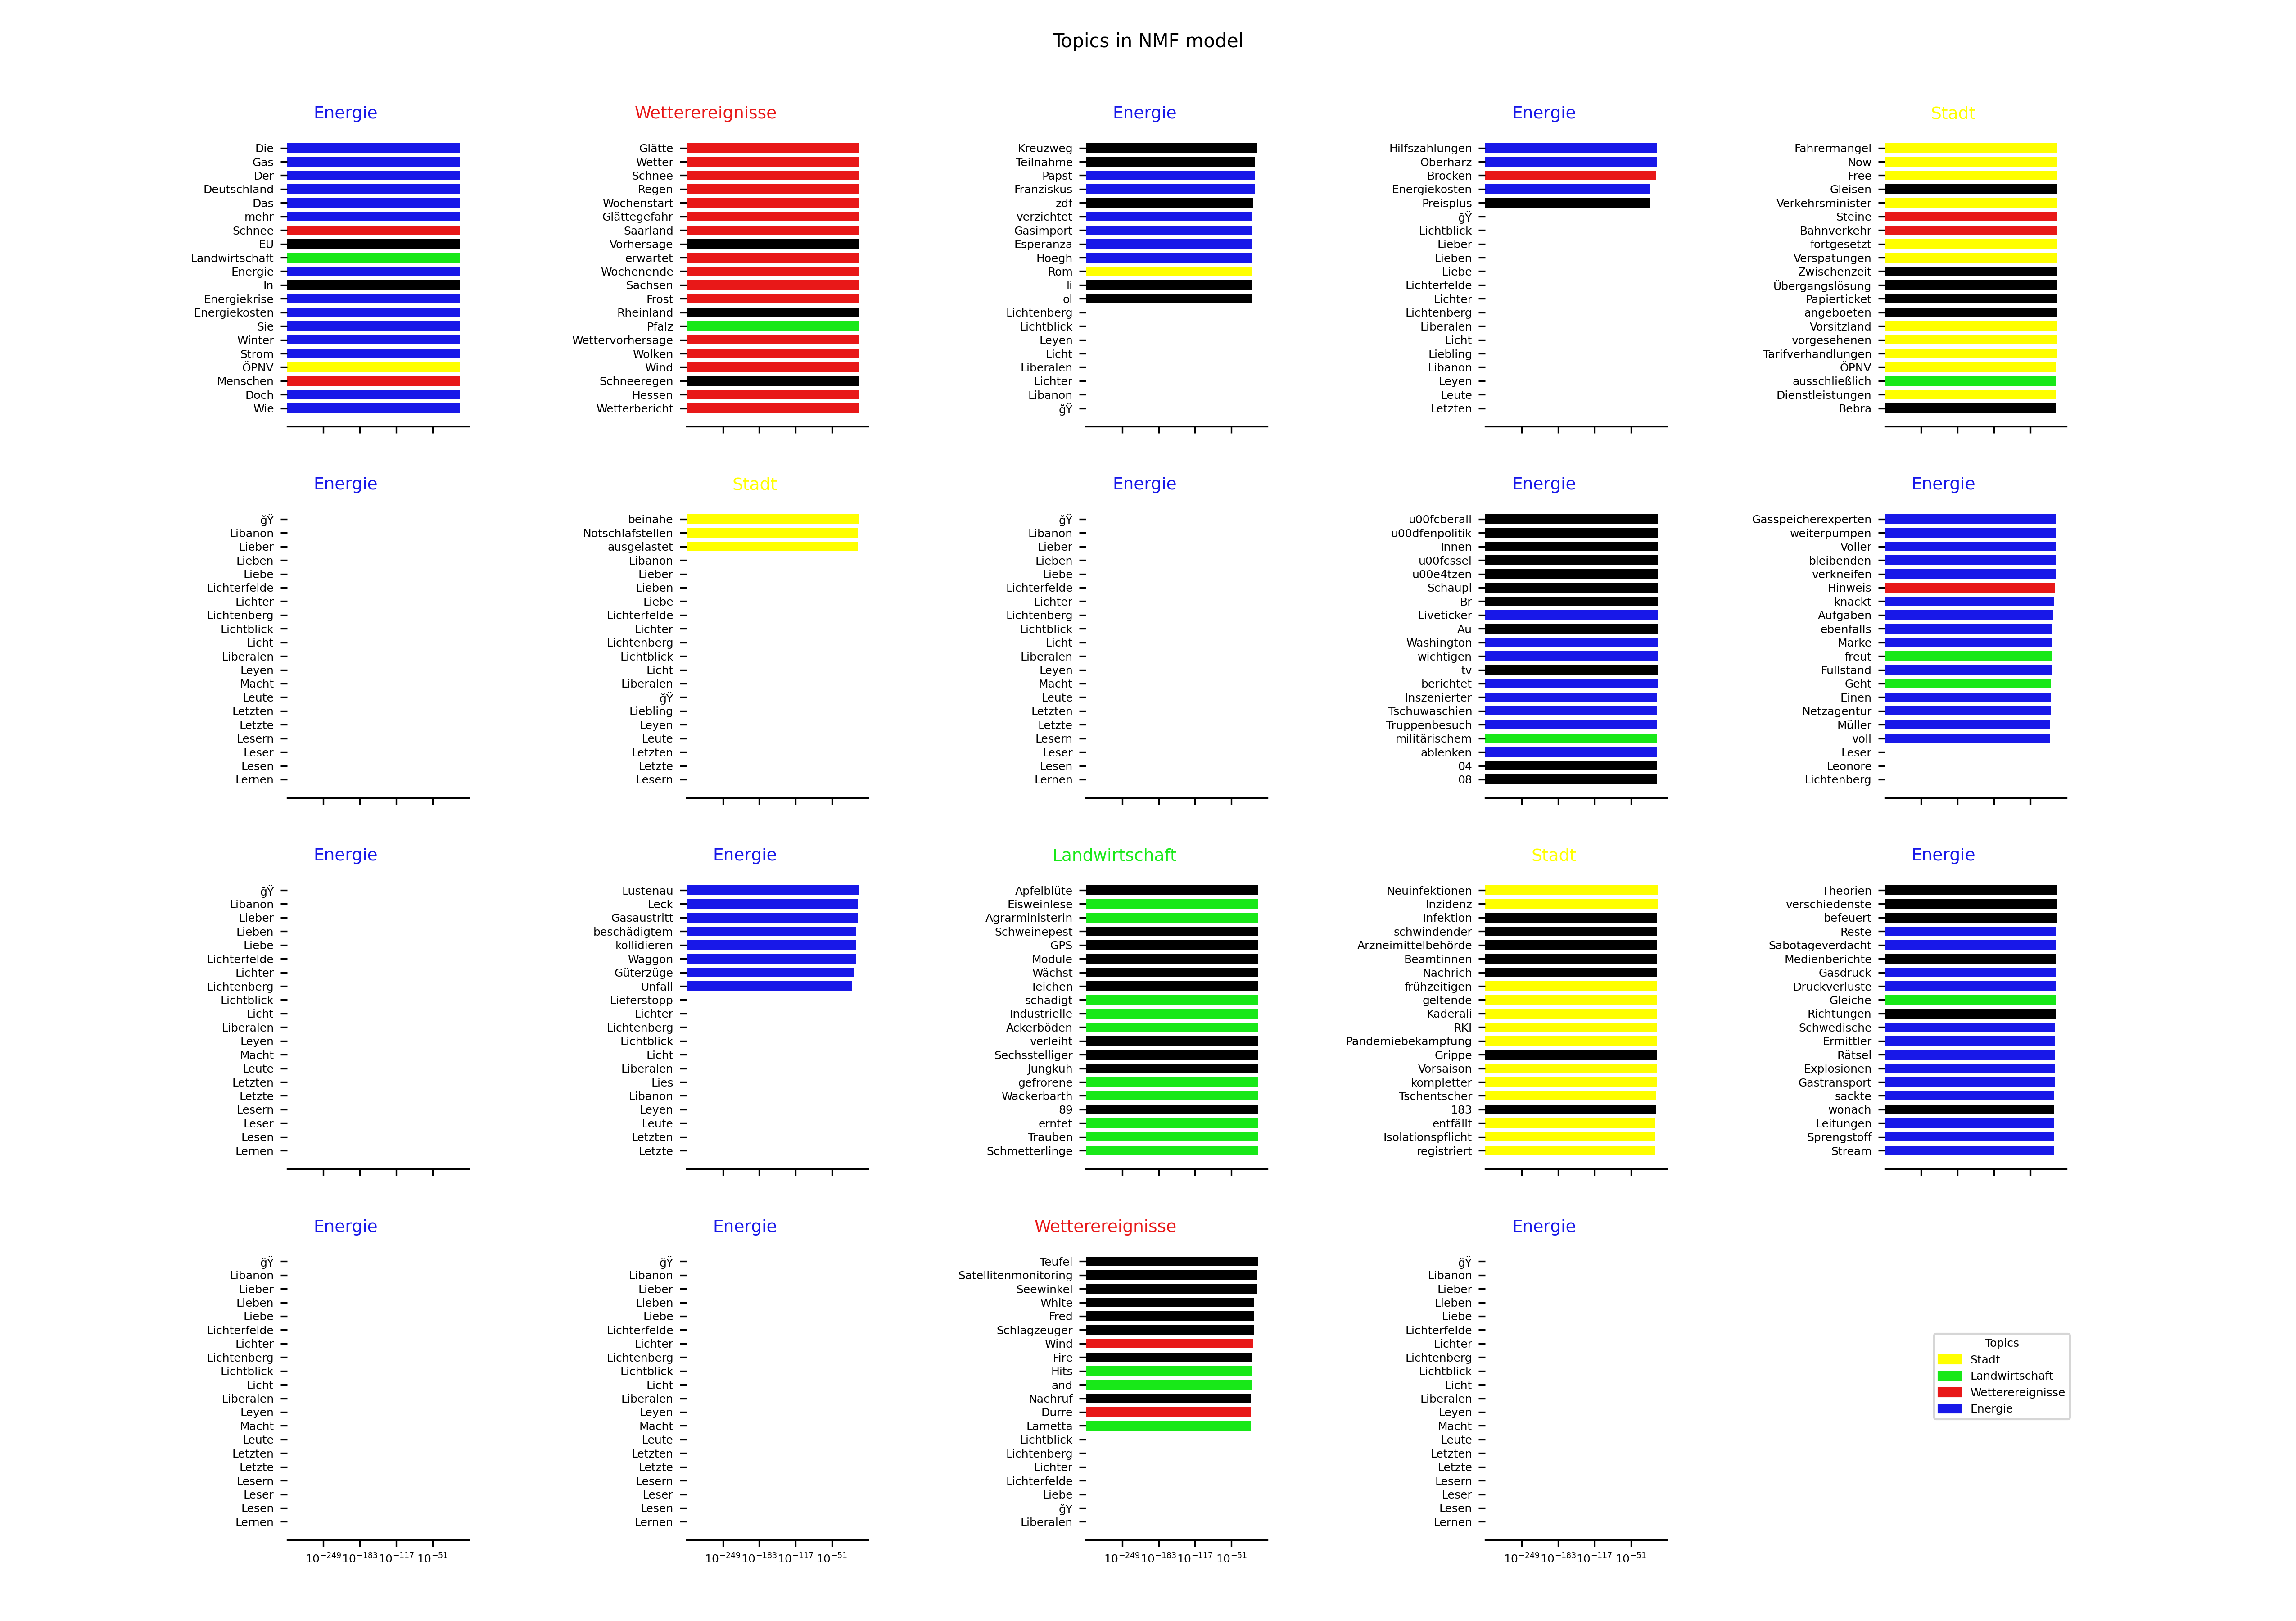 Topics in NMF model
Energie
Die
Gas
Der
Deutschland
Das
mehr
Schnee
EU
Landwirtschaft
Energie
In
Energiekrise
Energiekosten
Sie
Winter
Strom
ÖPNV
Menschen
Doch
Wie
Wetterereignisse
Glätte
Wetter
Schnee
Regen
Wochenstart
Glättegefahr
Saarland
Vorhersage
erwartet
Wochenende
Sachsen
Frost
Rheinland
Pfalz
Wettervorhersage
Wolken
Wind
Schneeregen
Hessen
Wetterbericht
Energie
Kreuzweg
Teilnahme
Papst
Franziskus
zdf
verzichtet
Gasimport
Esperanza
Höegh
Rom
li
ol
Lichtenberg
Lichtblick
Leyen
Licht
Liberalen
Lichter
Libanon
ğŸ
Energie
Hilfszahlungen
Oberharz
Brocken
Energiekosten
Preisplus
ğŸ
Lichtblick
Lieber
Lieben
Liebe
Lichterfelde
Lichter
Lichtenberg
Liberalen
Licht
Liebling
Libanon
Leyen
Leute
Letzten
Stadt
Fahrermangel
Now
Free
Gleisen
Verkehrsminister
Steine
Bahnverkehr
fortgesetzt
Verspätungen
Zwischenzeit
Übergangslösung
Papierticket
angeboten
Vorsitzland
vorgesehenen
Tarifverhandlungen
ÖPNV
ausschließlich
Dienstleistungen
Bebra
Energie
ğŸ
Libanon
Lieber
Lieben
Liebe
Lichterfelde
Lichter
Lichtenberg
Lichtblick
Licht
Liberalen
Leyen
Macht
Leute
Letzten
Letzte
Lesern
Leser
Lesen
Lernen
Stadt
beinahe
Notschlafstellen
ausgelastet
Libanon
Lieber
Lieben
Liebe
Lichterfelde
Lichter
Lichtenberg
Lichtblick
Licht
Liberalen
ğŸ
Liebling
Leyen
Leute
Letzten
Letzte
Lesern
Energie
ğŸ
Libanon
Lieber
Lieben
Liebe
Lichterfelde
Lichter
Lichtenberg
Lichtblick
Licht
Liberalen
Leyen
Macht
Leute
Letzten
Letzte
Lesern
Leser
Lesen
Lernen
Energie
u00fcberall
u00dfenpolitik
Innen
u00fcssel
u00e4tzen
Schaupl
Br
Liveticker
Au
Washington
wichtigen
tv
berichtet
Inszenierter
Tschuwaschien
Truppenbesuch
militärischem
ablenken
04
08
Energie
Gasspeicherexperten
weiterpumpen
Voller
bleibenden
verkneifen
Hinweis
knackt
Aufgaben
ebenfalls
Marke
freut
Füllstand
Geht
Einen
Netzagentur
Müller
voll
Leser
Leonore
Lichtenberg
Energie
ğŸ
Libanon
Lieber
Lieben
Liebe
Lichterfelde
Lichter
Lichtenberg
Lichtblick
Licht
Liberalen
Leyen
Macht
Leute
Letzten
Letzte
Lesern
Leser
Lesen
Lernen
Energie
Lustenau
Leck
Gasaustritt
beschädigtem
kollidieren
Waggon
Güterzüge
Unfall
Lieferstopp
Lichter
Lichtenberg
Lichtblick
Licht
Liberalen
Lies
Libanon
Leyen
Leute
Letzten
Letzte
Landwirtschaft
Apfelblüte
Eisweinlese
Agrarministerin
Schweinepest
GPS
Module
Wächst
Teichen
schädigt
Industrielle
Ackerböden
verleiht
Sechsstelliger
Jungkuh
gefrorene
Wackerbarth
89
erntet
Trauben
Schmetterlinge
Stadt
Neuinfektionen
Inzidenz
Infektion
schwindender
Arzneimittelbehörde
Beamtinnen
Nachrich
frühzeitigen
geltende
Kaderali
RKI
Pandemiebekämpfung
Grippe
Vorsaison
kompletter
Tschentscher
183
entfällt
Isolationspflicht
registriert
Energie
Theorien
verschiedenste
befeuert
Reste
Sabotageverdacht
Medienberichte
Gasdruck
Druckverluste
Gleiche
Richtungen
Schwedische
Ermittler
Rätsel
Explosionen
Gastransport
sackte
wonach
Leitungen
Sprengstoff
Stream
Energie
ğŸ
Libanon
Lieber
Lieben
Liebe
Lichterfelde
Lichter
Lichtenberg
Lichtblick
Licht
Liberalen
Leyen
Macht
Leute
Letzten
Letzte
Lesern
Leser
Lesen
Lernen
10⁻²⁴⁹ 10⁻¹⁸³ 10⁻¹¹⁷ 10⁻⁵¹
Energie
ğŸ
Libanon
Lieber
Lieben
Liebe
Lichterfelde
Lichter
Lichtenberg
Lichtblick
Licht
Liberalen
Leyen
Macht
Leute
Letzten
Letzte
Lesern
Leser
Lesen
Lernen
10⁻²⁴⁹ 10⁻¹⁸³ 10⁻¹¹⁷ 10⁻⁵¹
Wetterereignisse
Teufel
Satellitenmonitoring
Seewinkel
White
Fred
Schlagzeuger
Wind
Fire
Hits
and
Nachruf
Dürre
Lametta
Lichtblick
Lichtenberg
Lichter
Lichterfelde
Liebe
ğŸ
Liberalen
10⁻²⁴⁹ 10⁻¹⁸³ 10⁻¹¹⁷ 10⁻⁵¹
Energie
ğŸ
Libanon
Lieber
Lieben
Liebe
Lichterfelde
Lichter
Lichtenberg
Lichtblick
Licht
Liberalen
Leyen
Macht
Leute
Letzten
Letzte
Lesern
Leser
Lesen
Lernen
10⁻²⁴⁹ 10⁻¹⁸³ 10⁻¹¹⁷ 10⁻⁵¹
Topics
Stadt
Landwirtschaft
Wetterereignisse
Energie